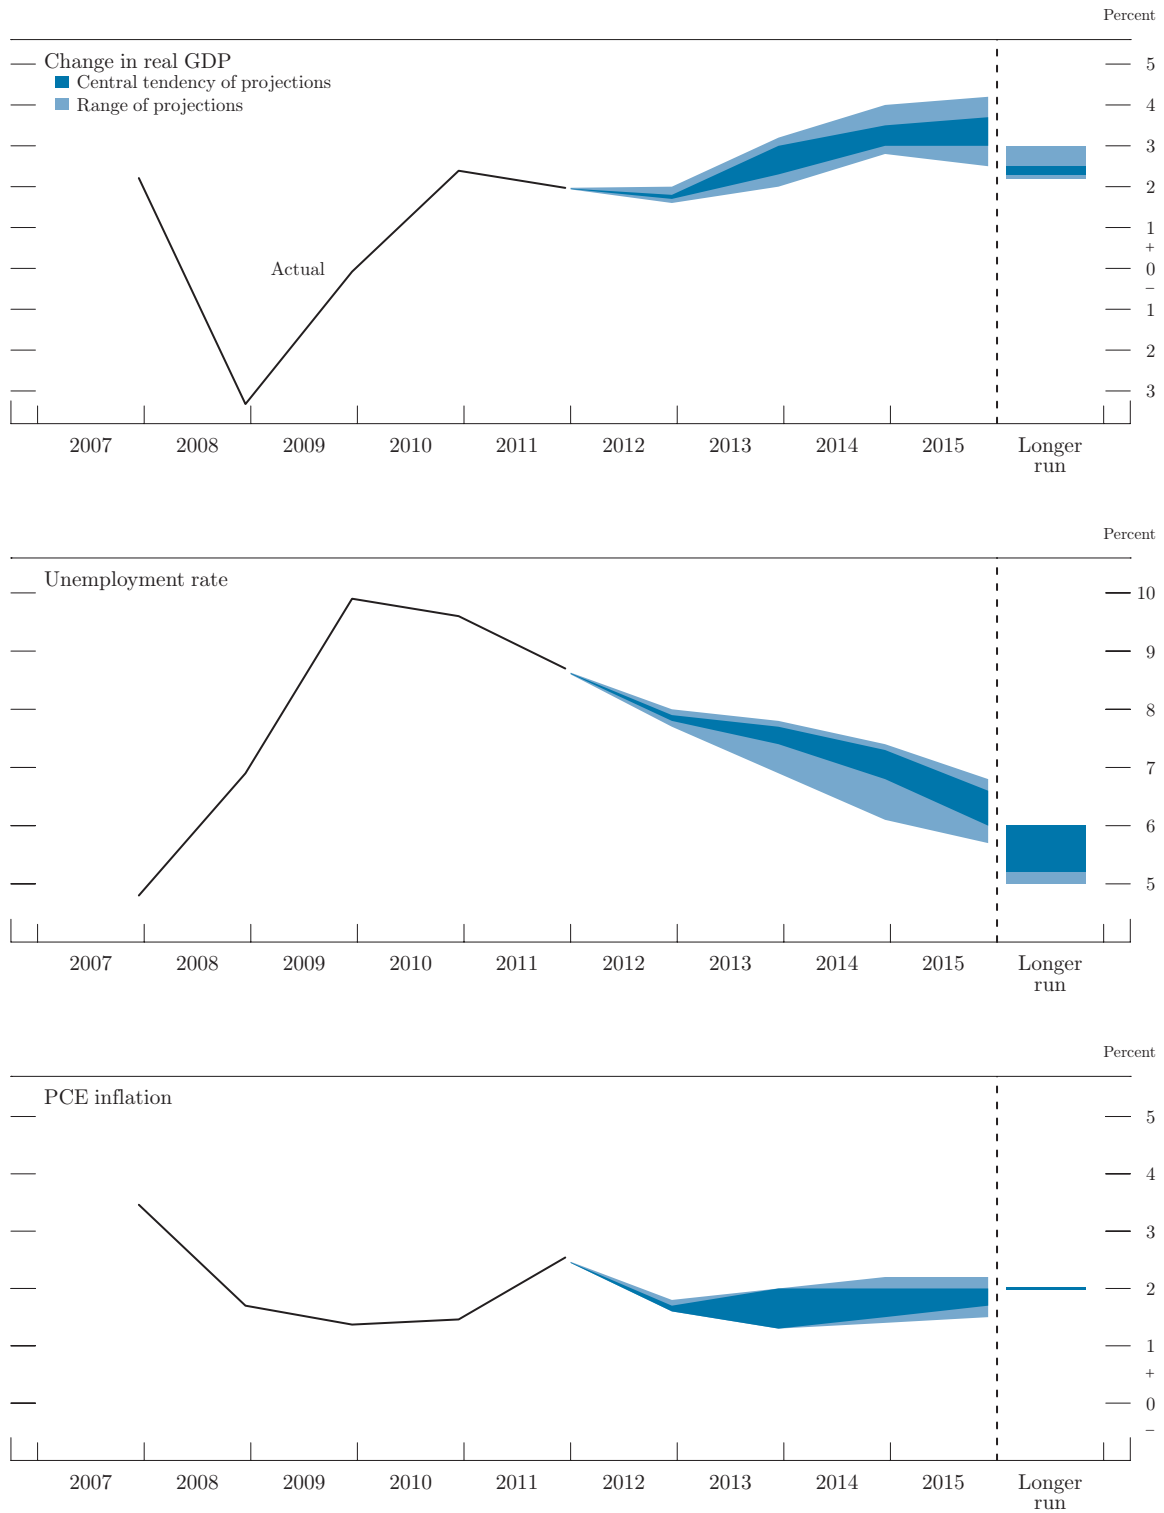 Percent
Change in real GDP
Central tendency of projections
Range of projections
Actual
5
4
3
2
1
+
0
−
1
2
3
2007 2008 2009 2010 2011 2012 2013 2014 2015 Longer
run
Percent
Unemployment rate
10
9
8
7
6
5
2007 2008 2009 2010 2011 2012 2013 2014 2015 Longer
run
Percent
PCE inflation
5
4
3
2
1
+
0
−
2007 2008 2009 2010 2011 2012 2013 2014 2015 Longer
run